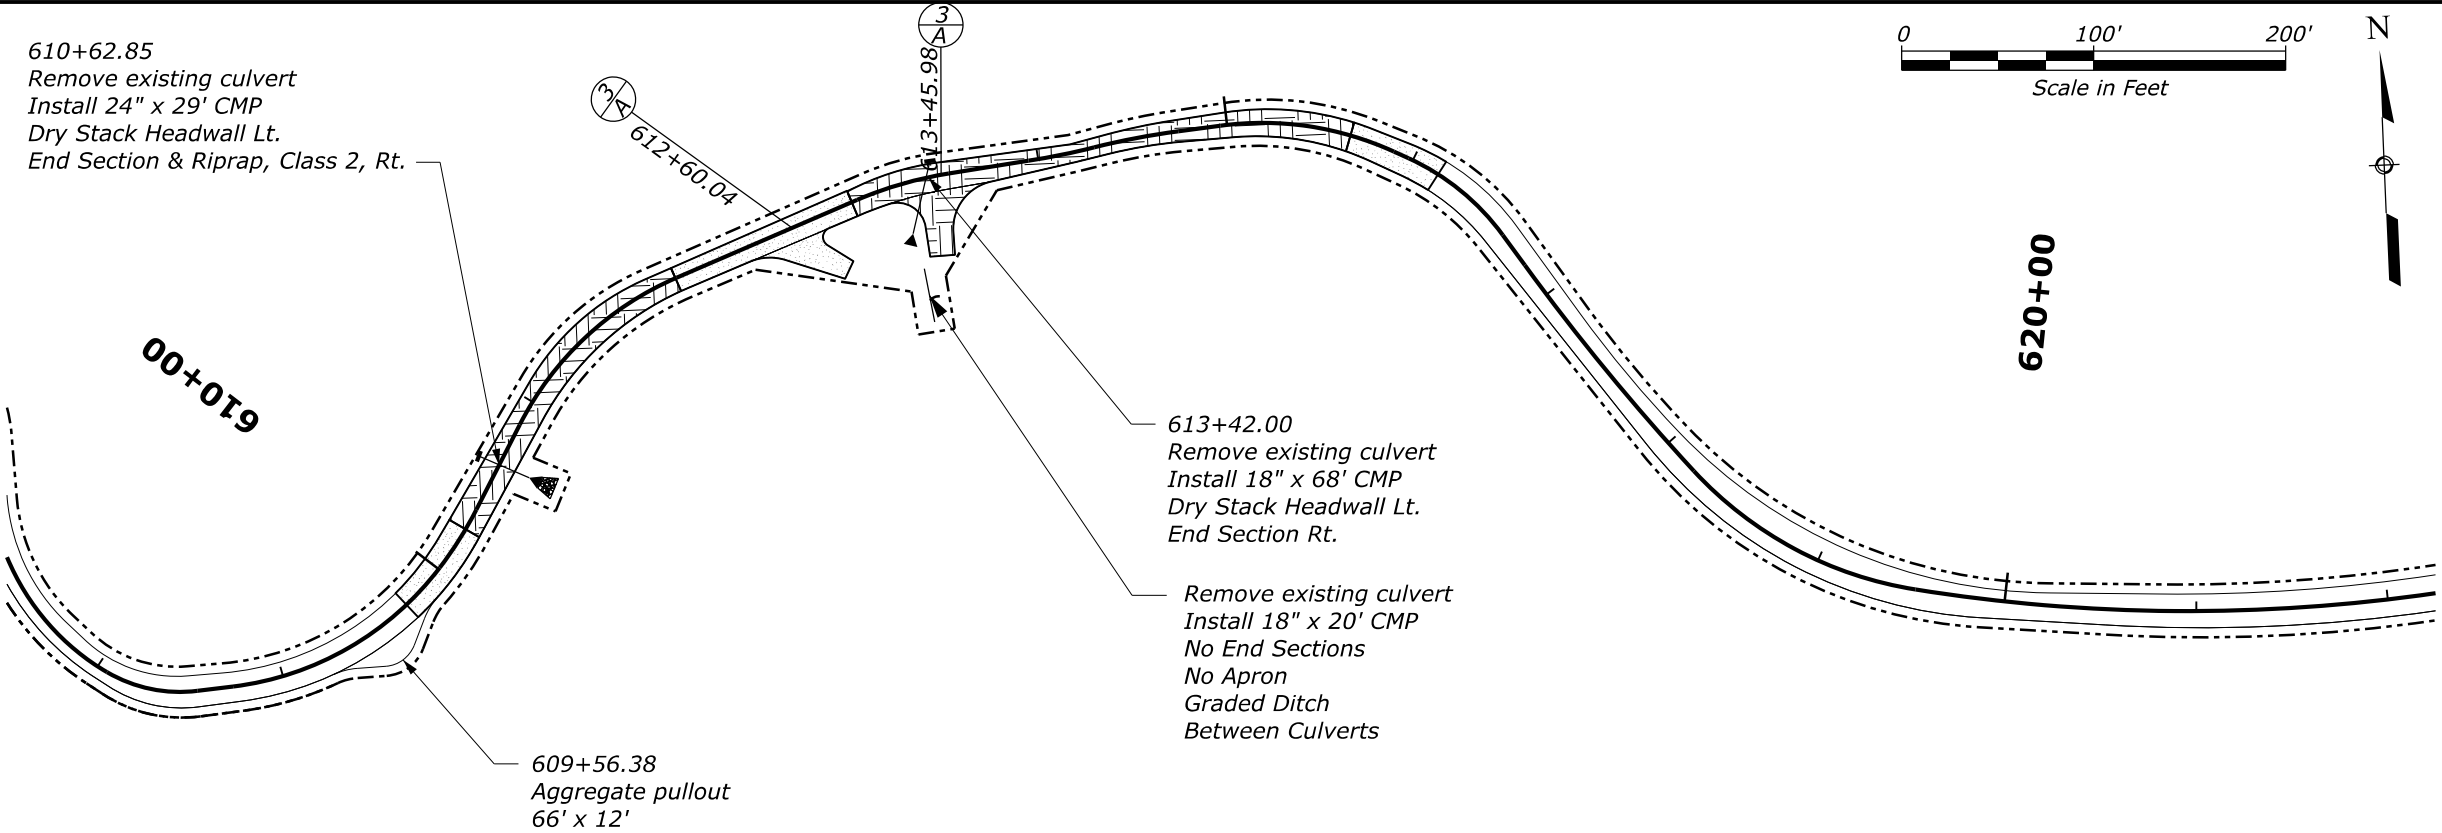 610+62.85
Remove existing culvert
Install 24" x 29' CMP
Dry Stack Headwall Lt.
End Section & Riprap, Class 2, Rt.
3
A
612+60.04
3
A
613+45.98
0 100' 200'
Scale in Feet
N
610+00
620+00
613+42.00
Remove existing culvert
Install 18" x 68' CMP
Dry Stack Headwall Lt.
End Section Rt.
Remove existing culvert
Install 18" x 20' CMP
No End Sections
No Apron
Graded Ditch
Between Culverts
609+56.38
Aggregate pullout
66' x 12'